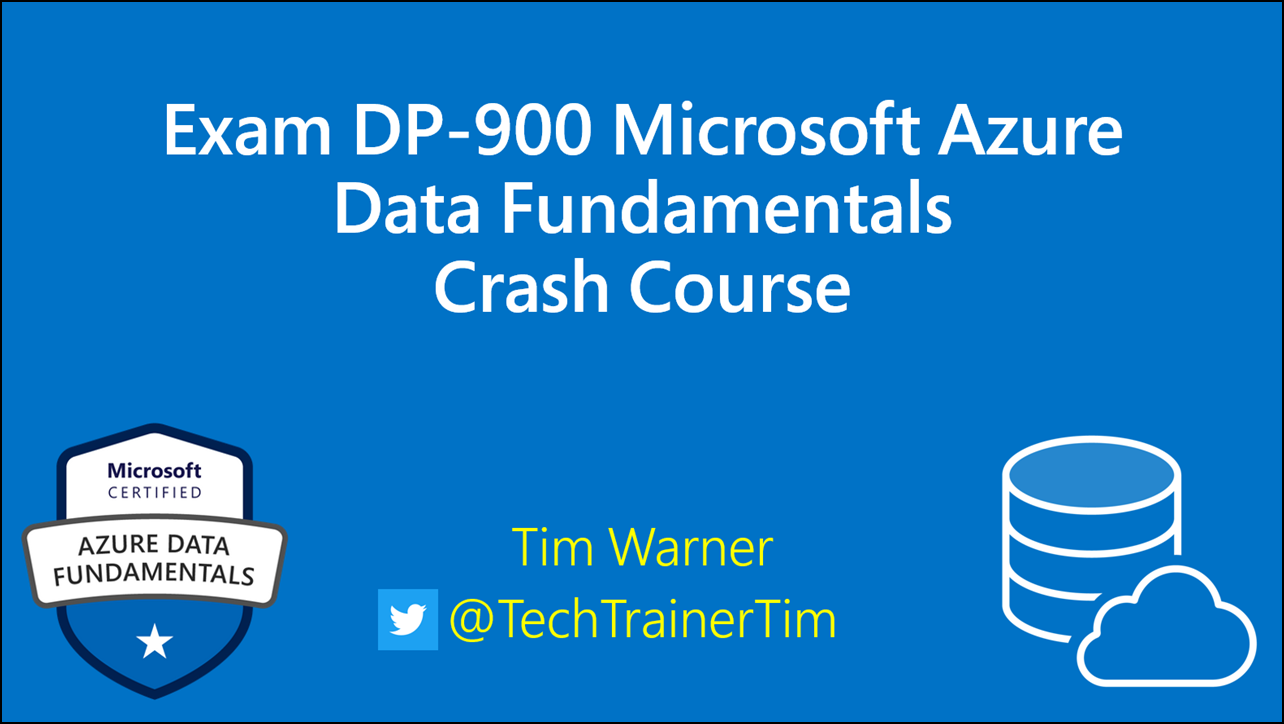 Exam DP-900 Microsoft Azure
Data Fundamentals
Crash Course
Microsoft
CERTIFIED
AZURE DATA
FUNDAMENTALS
Tim Warner
@TechTrainerTim